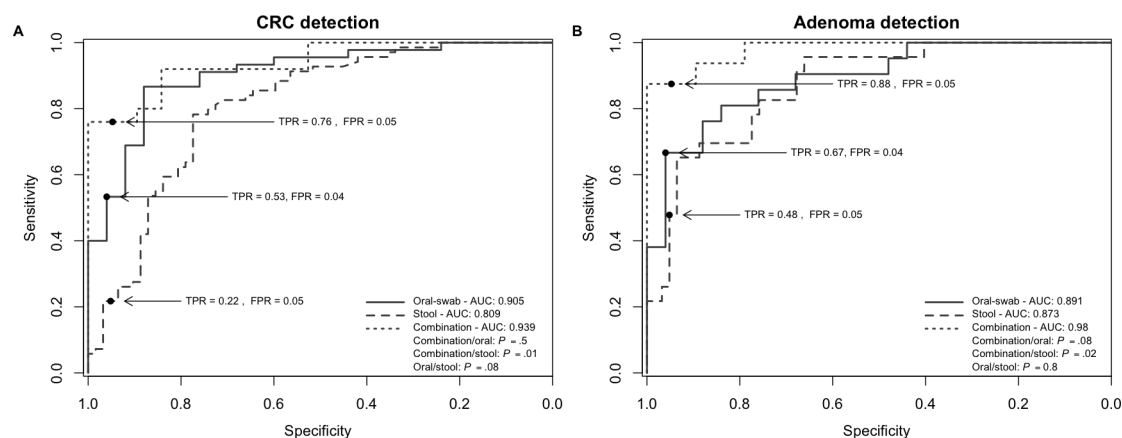 CRC detection
A
1.0
0.8
0.6
0.4
0.2
0.0
Sensitivity
TPR = 0.76 , FPR = 0.05
TPR = 0.53, FPR = 0.04
TPR = 0.22 , FPR = 0.05
Oral-swab - AUC: 0.905
Stool - AUC: 0.809
Combination - AUC: 0.939
Combination/oral: P = .5
Combination/stool: P = .01
Oral/stool: P = .08
1.0 0.8 0.6 0.4 0.2 0.0
Specificity
Adenoma detection
B
1.0
0.8
0.6
0.4
0.2
0.0
Sensitivity
TPR = 0.88 , FPR = 0.05
TPR = 0.67, FPR = 0.04
TPR = 0.48 , FPR = 0.05
Oral-swab - AUC: 0.891
Stool - AUC: 0.873
Combination - AUC: 0.98
Combination/oral: P = .08
Combination/stool: P = .02
Oral/stool: P = 0.8
1.0 0.8 0.6 0.4 0.2 0.0
Specificity